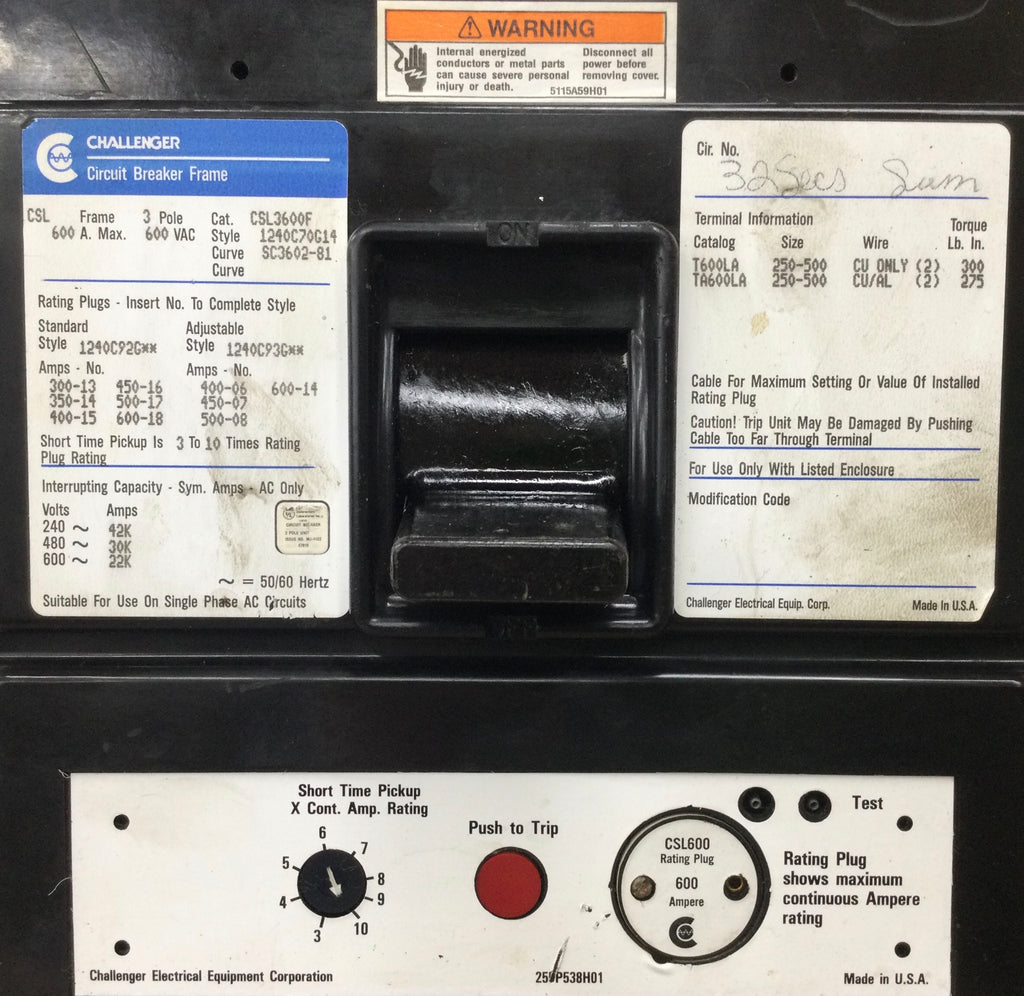 WARNING
Internal energized
conductors or metal parts
can cause severe personal
injury or death.
Disconnect all
power before
removing cover.
5115A59H01
CHALLENGER
Circuit Breaker Frame
CSL Frame 3 Pole Cat. CSL3600F
600 A. Max. 600 VAC Style 1240C70G14
Curve SC3602-81
Curve
Rating Plugs - Insert No. To Complete Style
Standard Adjustable
Style 1240C92G** Style 1240C93G**
Amps - No. Amps - No.
300-13 450-16 400-06 600-14
350-14 500-17 450-07
400-15 600-18 500-08
Short Time Pickup Is 3 To 10 Times Rating
Plug Rating
Interrupting Capacity - Sym. Amps - AC Only
Volts Amps
240 ~ 42K
480 ~ 30K
600 ~ 22K
~ = 50/60 Hertz
Suitable For Use On Single Phase AC Circuits
ON
Cir. No.
32Secs
Terminal Information Torque
Catalog Size Wire Lb. In.
T600LA 250-500 CU ONLY (2) 300
TA600LA 250-500 CU/AL (2) 275
Cable For Maximum Setting Or Value Of Installed
Rating Plug
Caution! Trip Unit May Be Damaged By Pushing
Cable Too Far Through Terminal
For Use Only With Listed Enclosure
Modification Code
Challenger Electrical Equip. Corp. Made In U.S.A.
Short Time Pickup
X Cont. Amp. Rating
6
7
5
8
4
9
3
10
Push to Trip
CSL600
Rating Plug
600
Ampere
Test
Rating Plug
shows maximum
continuous Ampere
rating
Challenger Electrical Equipment Corporation
259P538H01
Made in U.S.A.